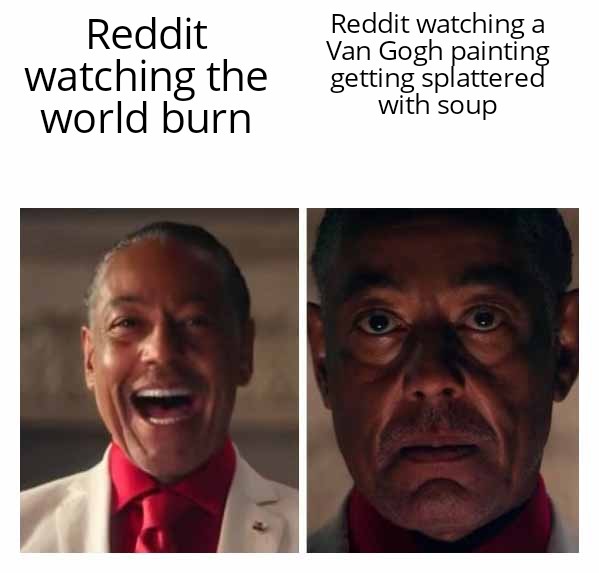 Reddit
watching the
world burn
Reddit watching a
Van Gogh painting
getting splattered
with soup